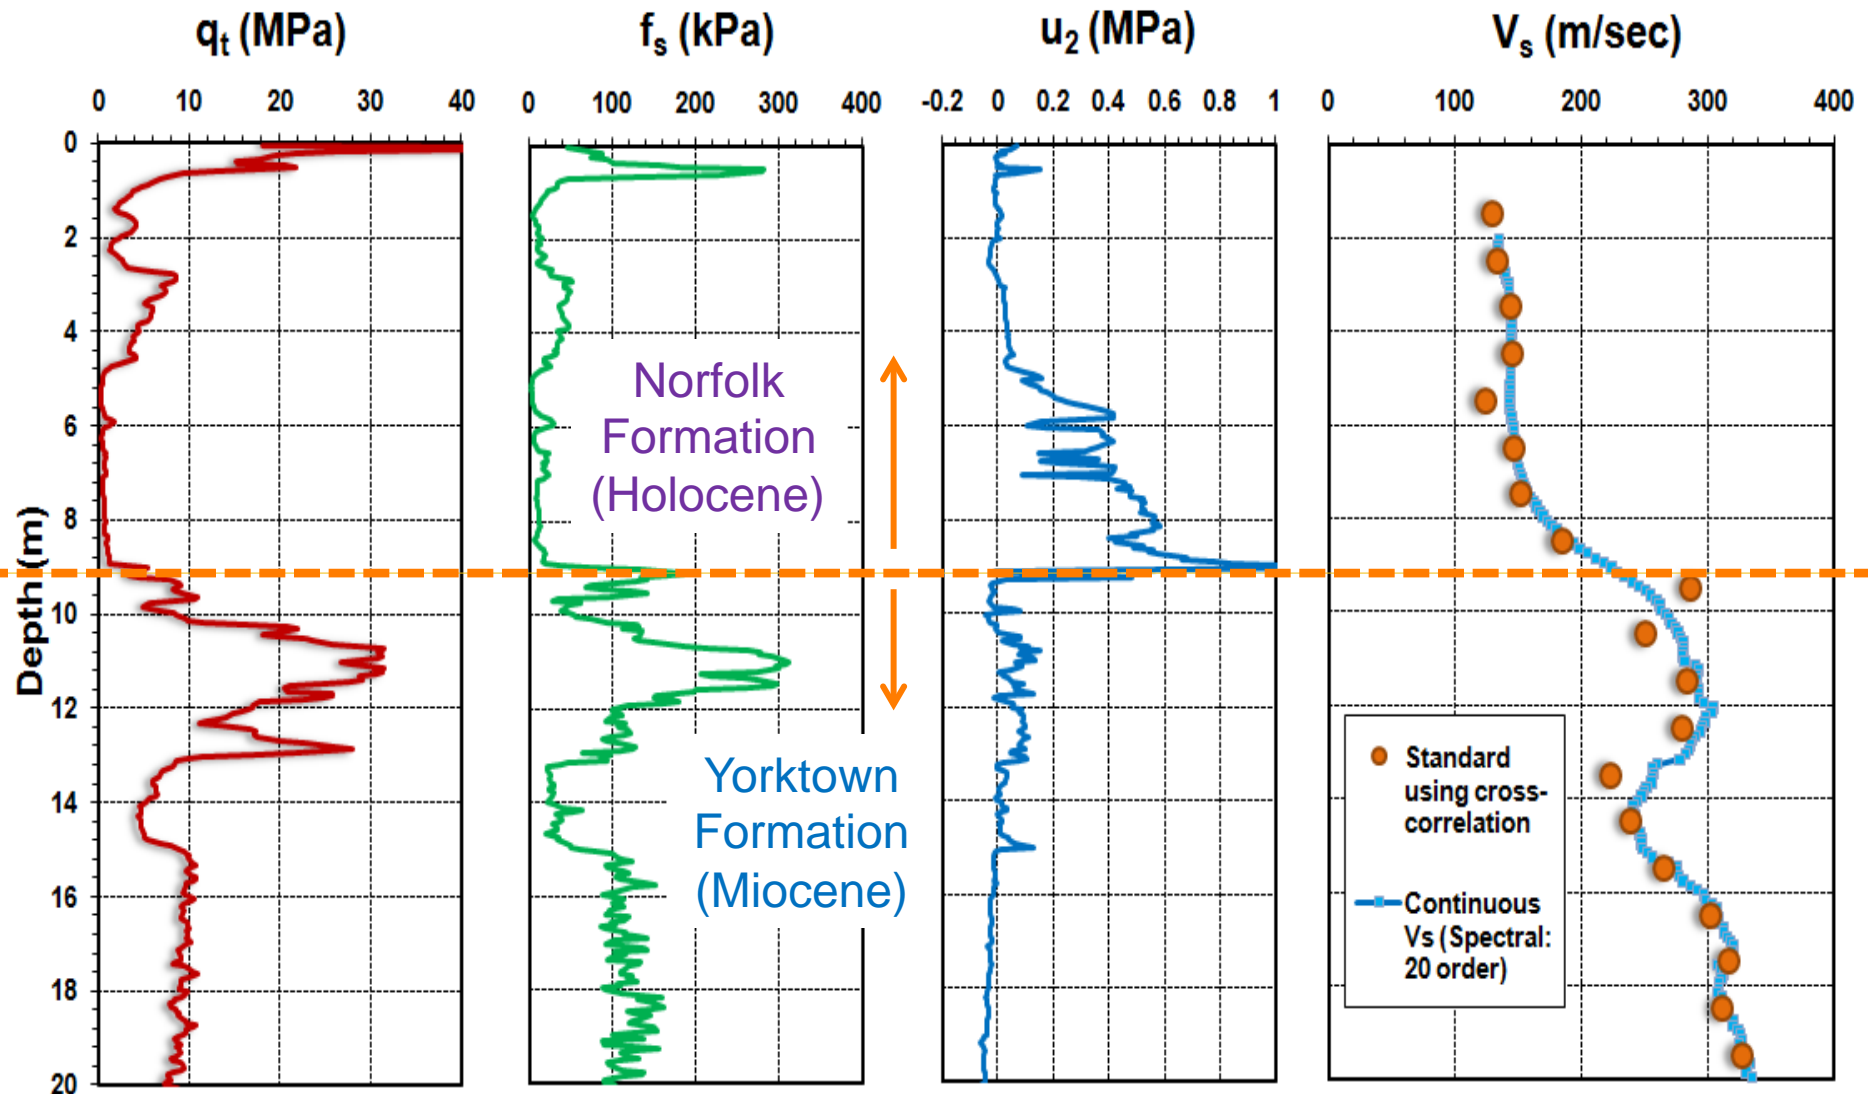 qt (MPa)
fs (kPa)
u2 (MPa)
Vs (m/sec)
0 10 20 30 40
0 100 200 300 400
-0.2 0 0.2 0.4 0.6 0.8 1
0 100 200 300 400
Depth (m)
0
2
4
6
8
10
12
14
16
18
20
Norfolk
Formation
(Holocene)
Yorktown
Formation
(Miocene)
Standard
using cross-
correlation
Continuous
Vs (Spectral:
20 order)